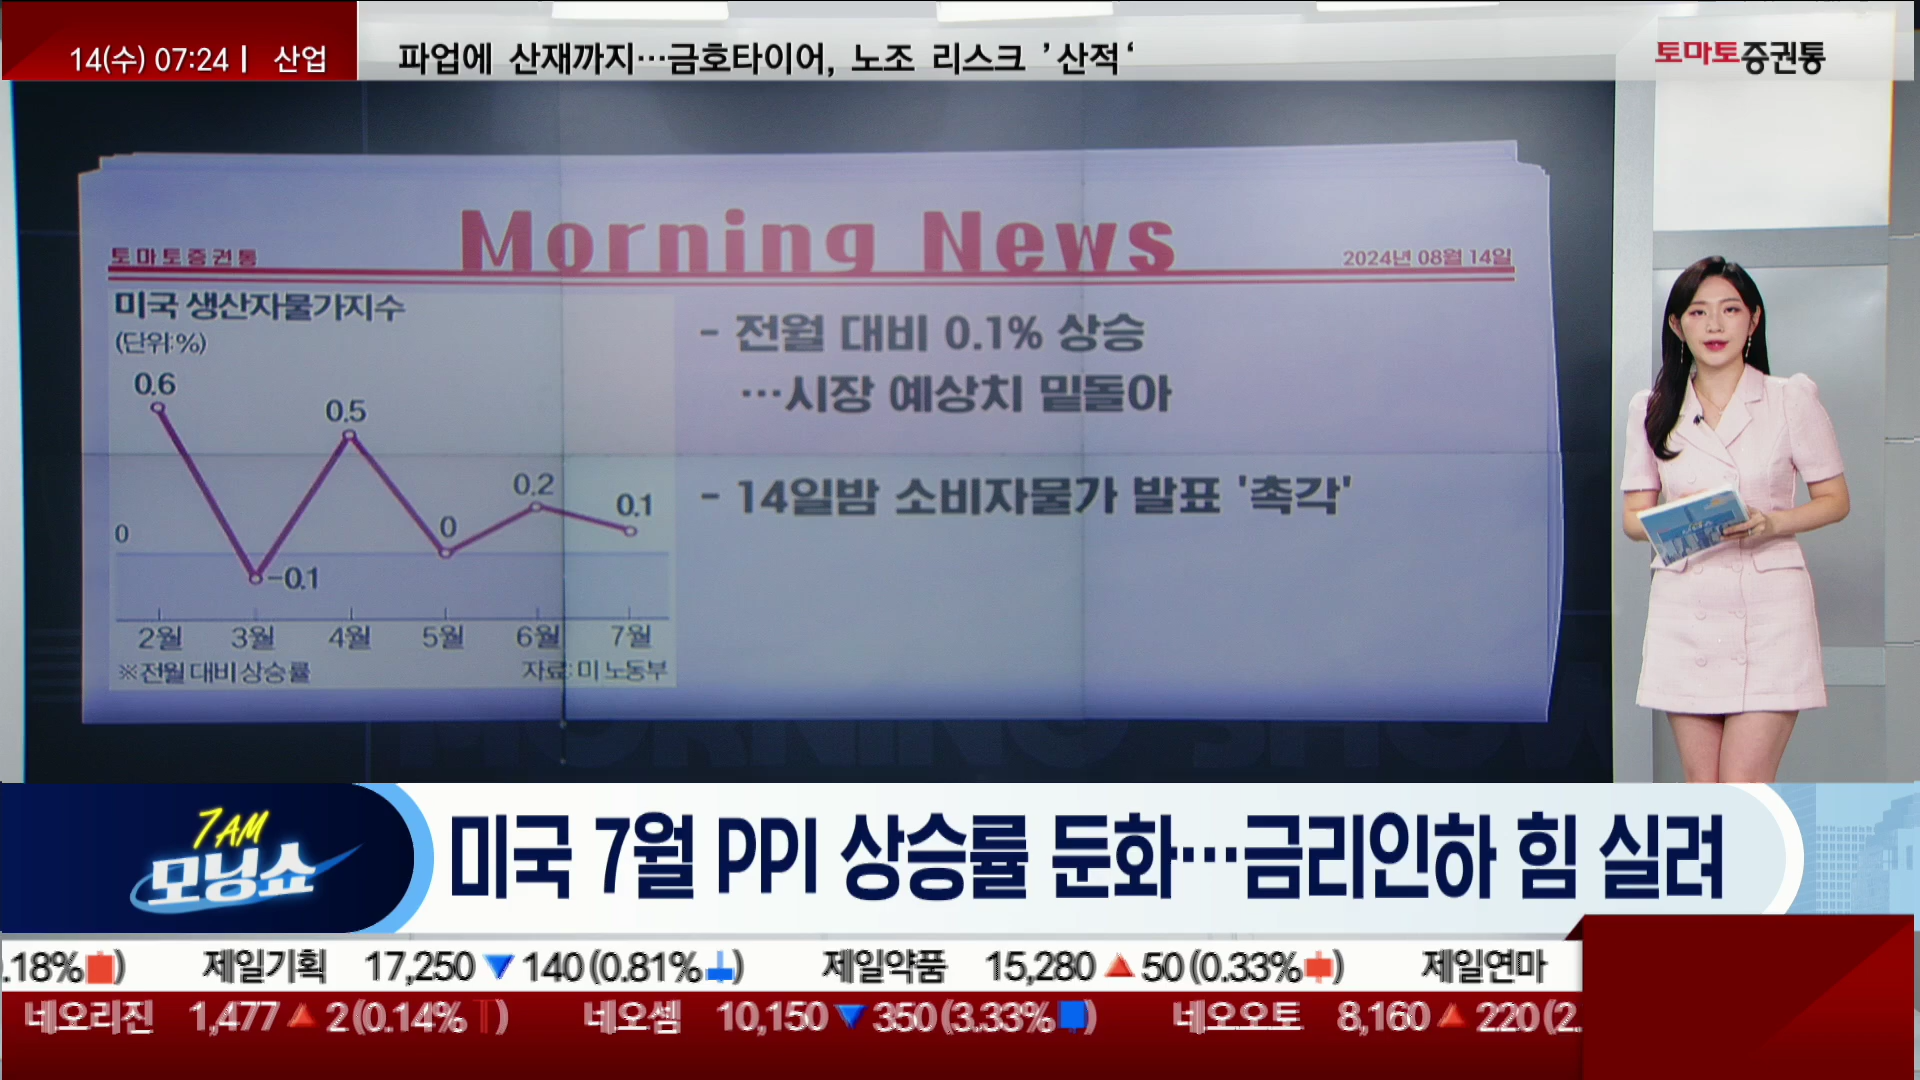 14(수) 07:24 | 산업
파업에 산재까지…금호타이어, 노조 리스크 '산적‘
토마토증권통
Morning News
토마토증권통
2024년 08월 14일
미국 생산자물가지수
(단위:%)
0.6
0.5
0.2
0.1
0
0
-0.1
2월 3월 4월 5월 6월 7월
※전월 대비 상승률
자료: 미 노동부
- 전월 대비 0.1% 상승
…시장 예상치 밑돌아
- 14일밤 소비자물가 발표 '촉각'
MORNING SHOW
7AM
모닝쇼
미국 7월 PPI 상승률 둔화…금리인하 힘 실려
.18% ) 제일기획 17,250 ▼ 140 (0.81% ) 제일약품 15,280 ▲ 50 (0.33% ) 제일연마
네오리진 1,477 ▲ 2 (0.14% ) 네오셈 10,150 ▼ 350 (3.33% ) 네오오토 8,160 ▲ 220 (2.